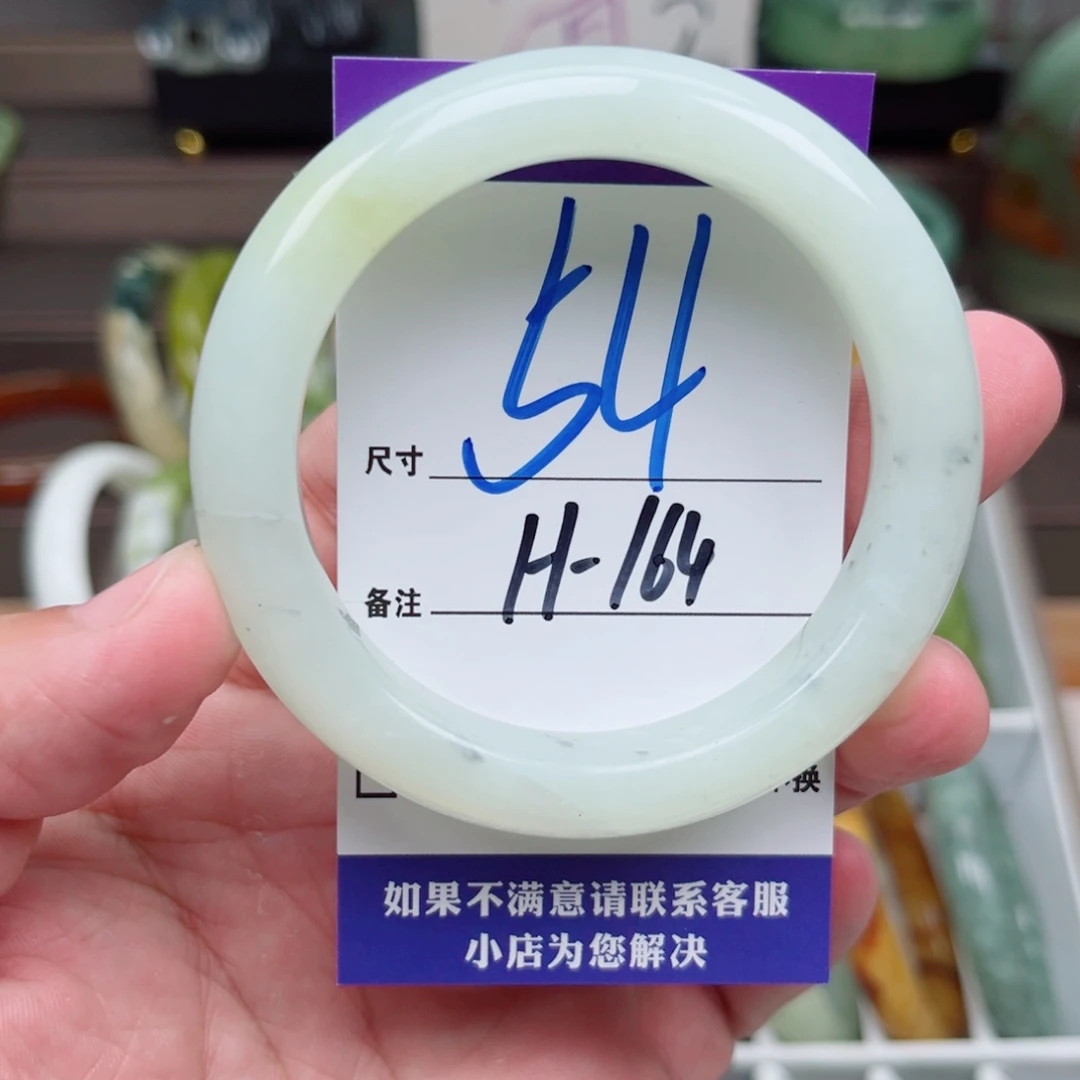 尺寸 54
备注 H-164
换
如果不满意请联系客服
小店为您解决